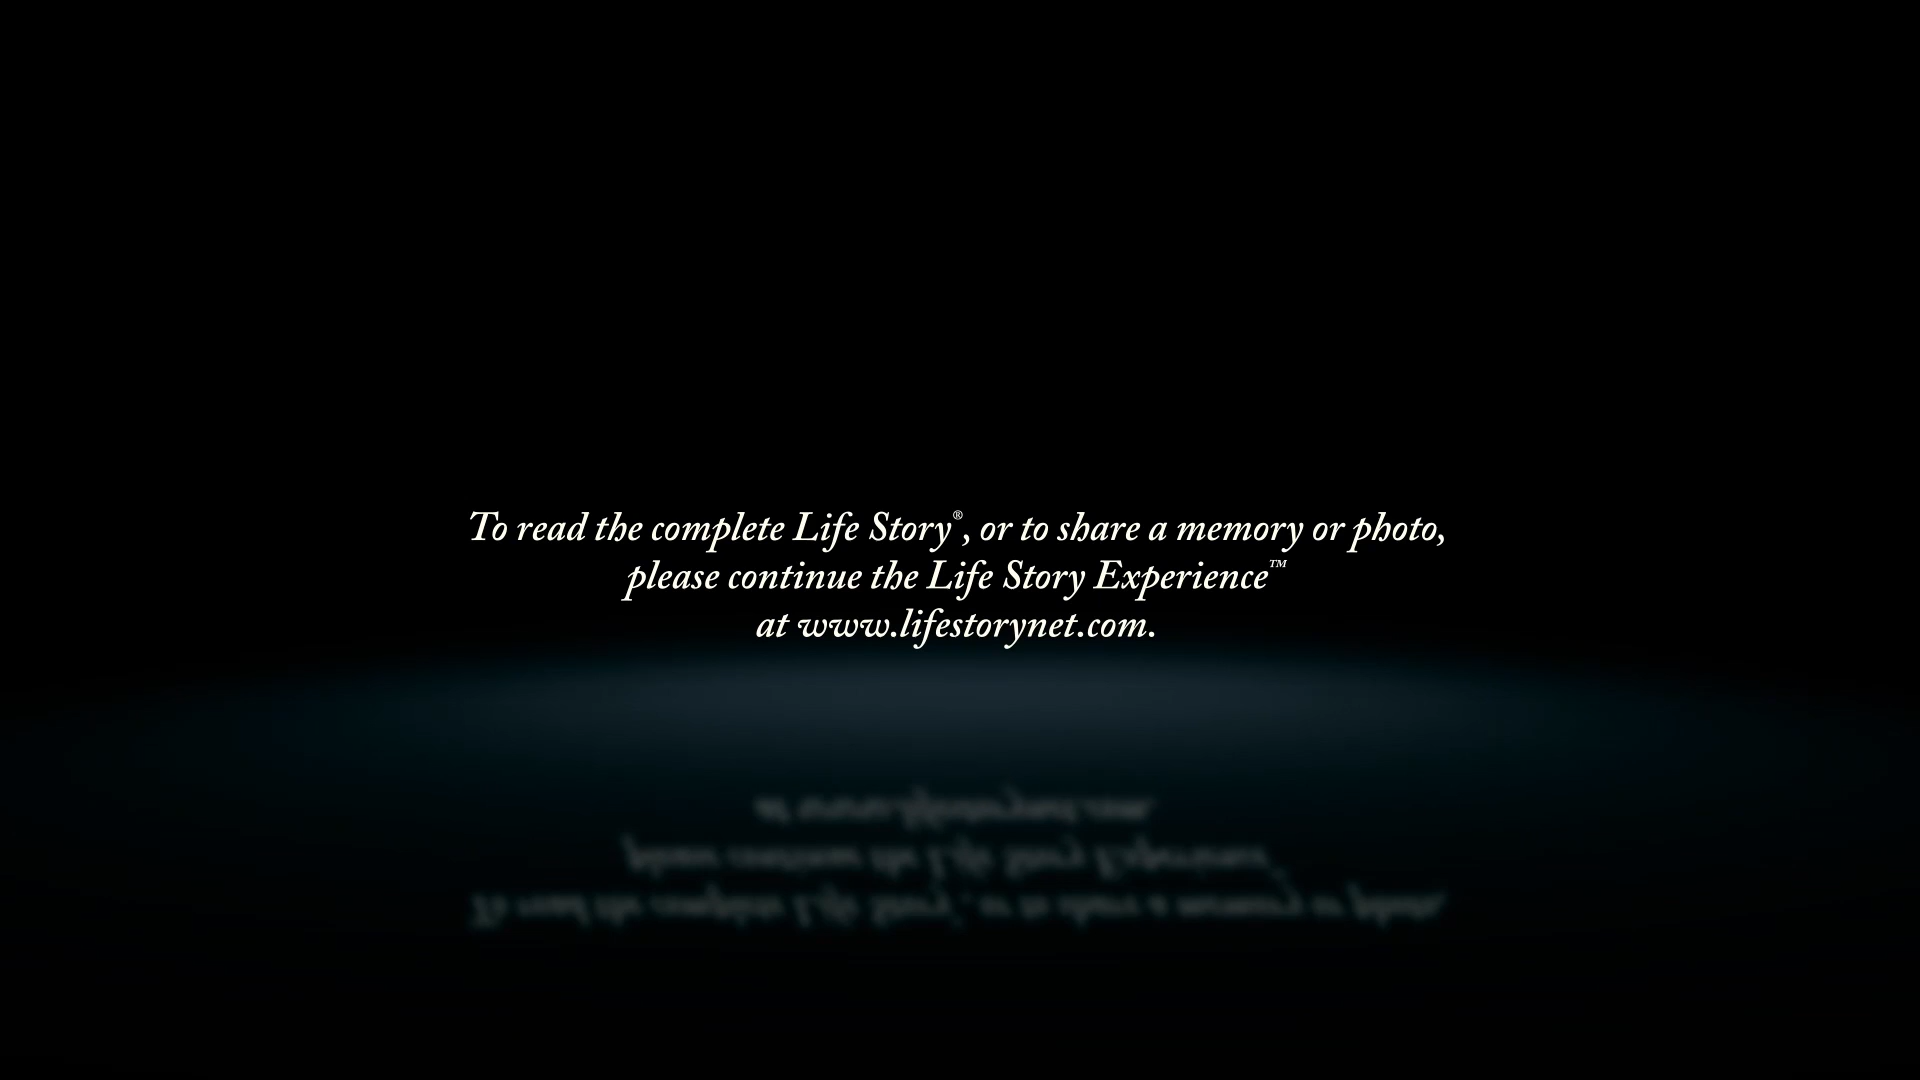 To read the complete Life Story®, or to share a memory or photo,
please continue the Life Story Experience™
at www.lifestorynet.com.